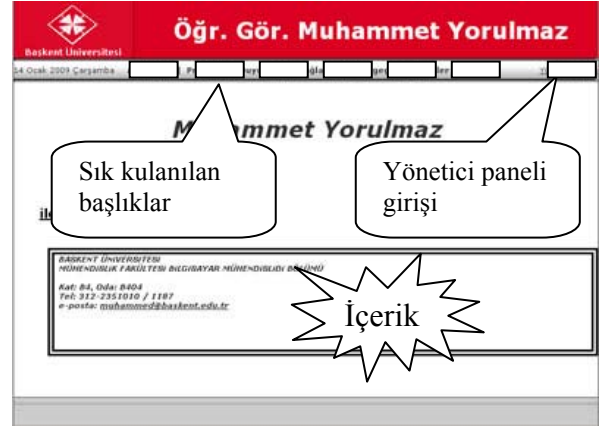 Başkent Üniversitesi
Öğr. Gör. Muhammet Yorulmaz
14 Ocak 2009 Çarşamba
Yorulmaz
Sık kulanılan
başlıklar
Yönetici paneli
girişi
BAŞKENT ÜNİVERSİTESİ
MÜHENDİSLİK FAKÜLTESİ BİLGİSAYAR MÜHENDİSLİĞİ BÖLÜMÜ
Kat: B4, Oda: B404
Tel: 312-2351010 / 1187
e-posta: muhammed@baskent.edu.tr
İçerik